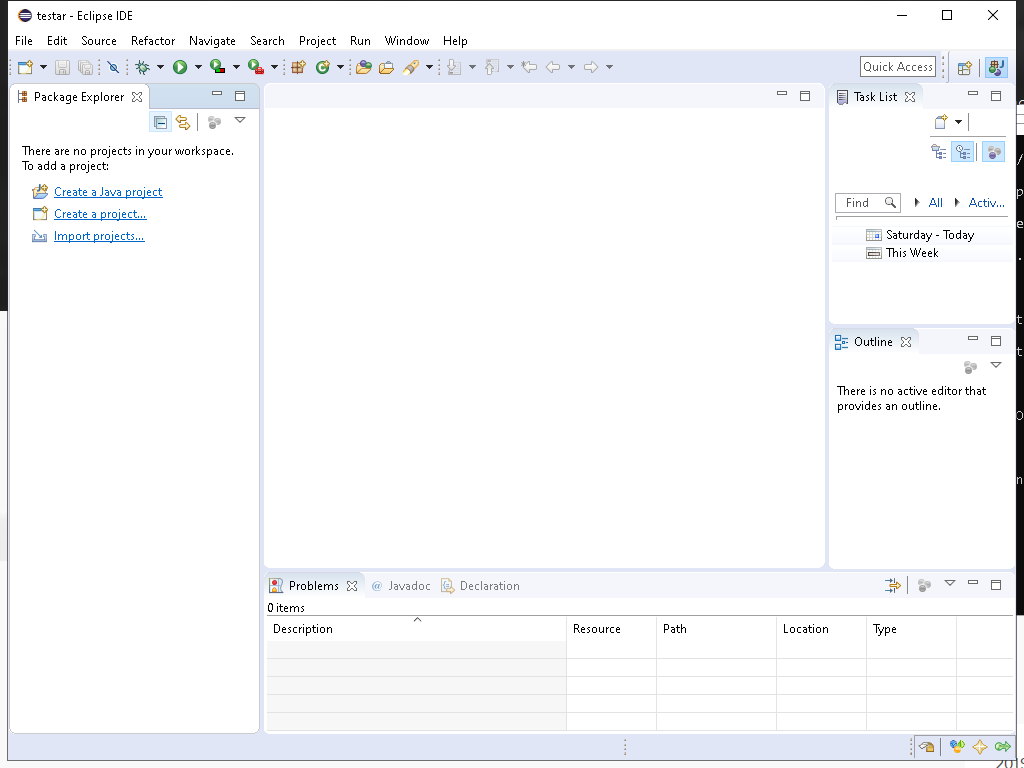 testar - Eclipse IDE
File Edit Source Refactor Navigate Search Project Run Window Help
Quick Access
Package Explorer
There are no projects in your workspace.
To add a project:
Create a Java project
Create a project...
Import projects...
Task List
Find All Activ...
Saturday - Today
This Week
Outline
There is no active editor that
provides an outline.
Problems @ Javadoc Declaration
0 items
Description Resource Path Location Type